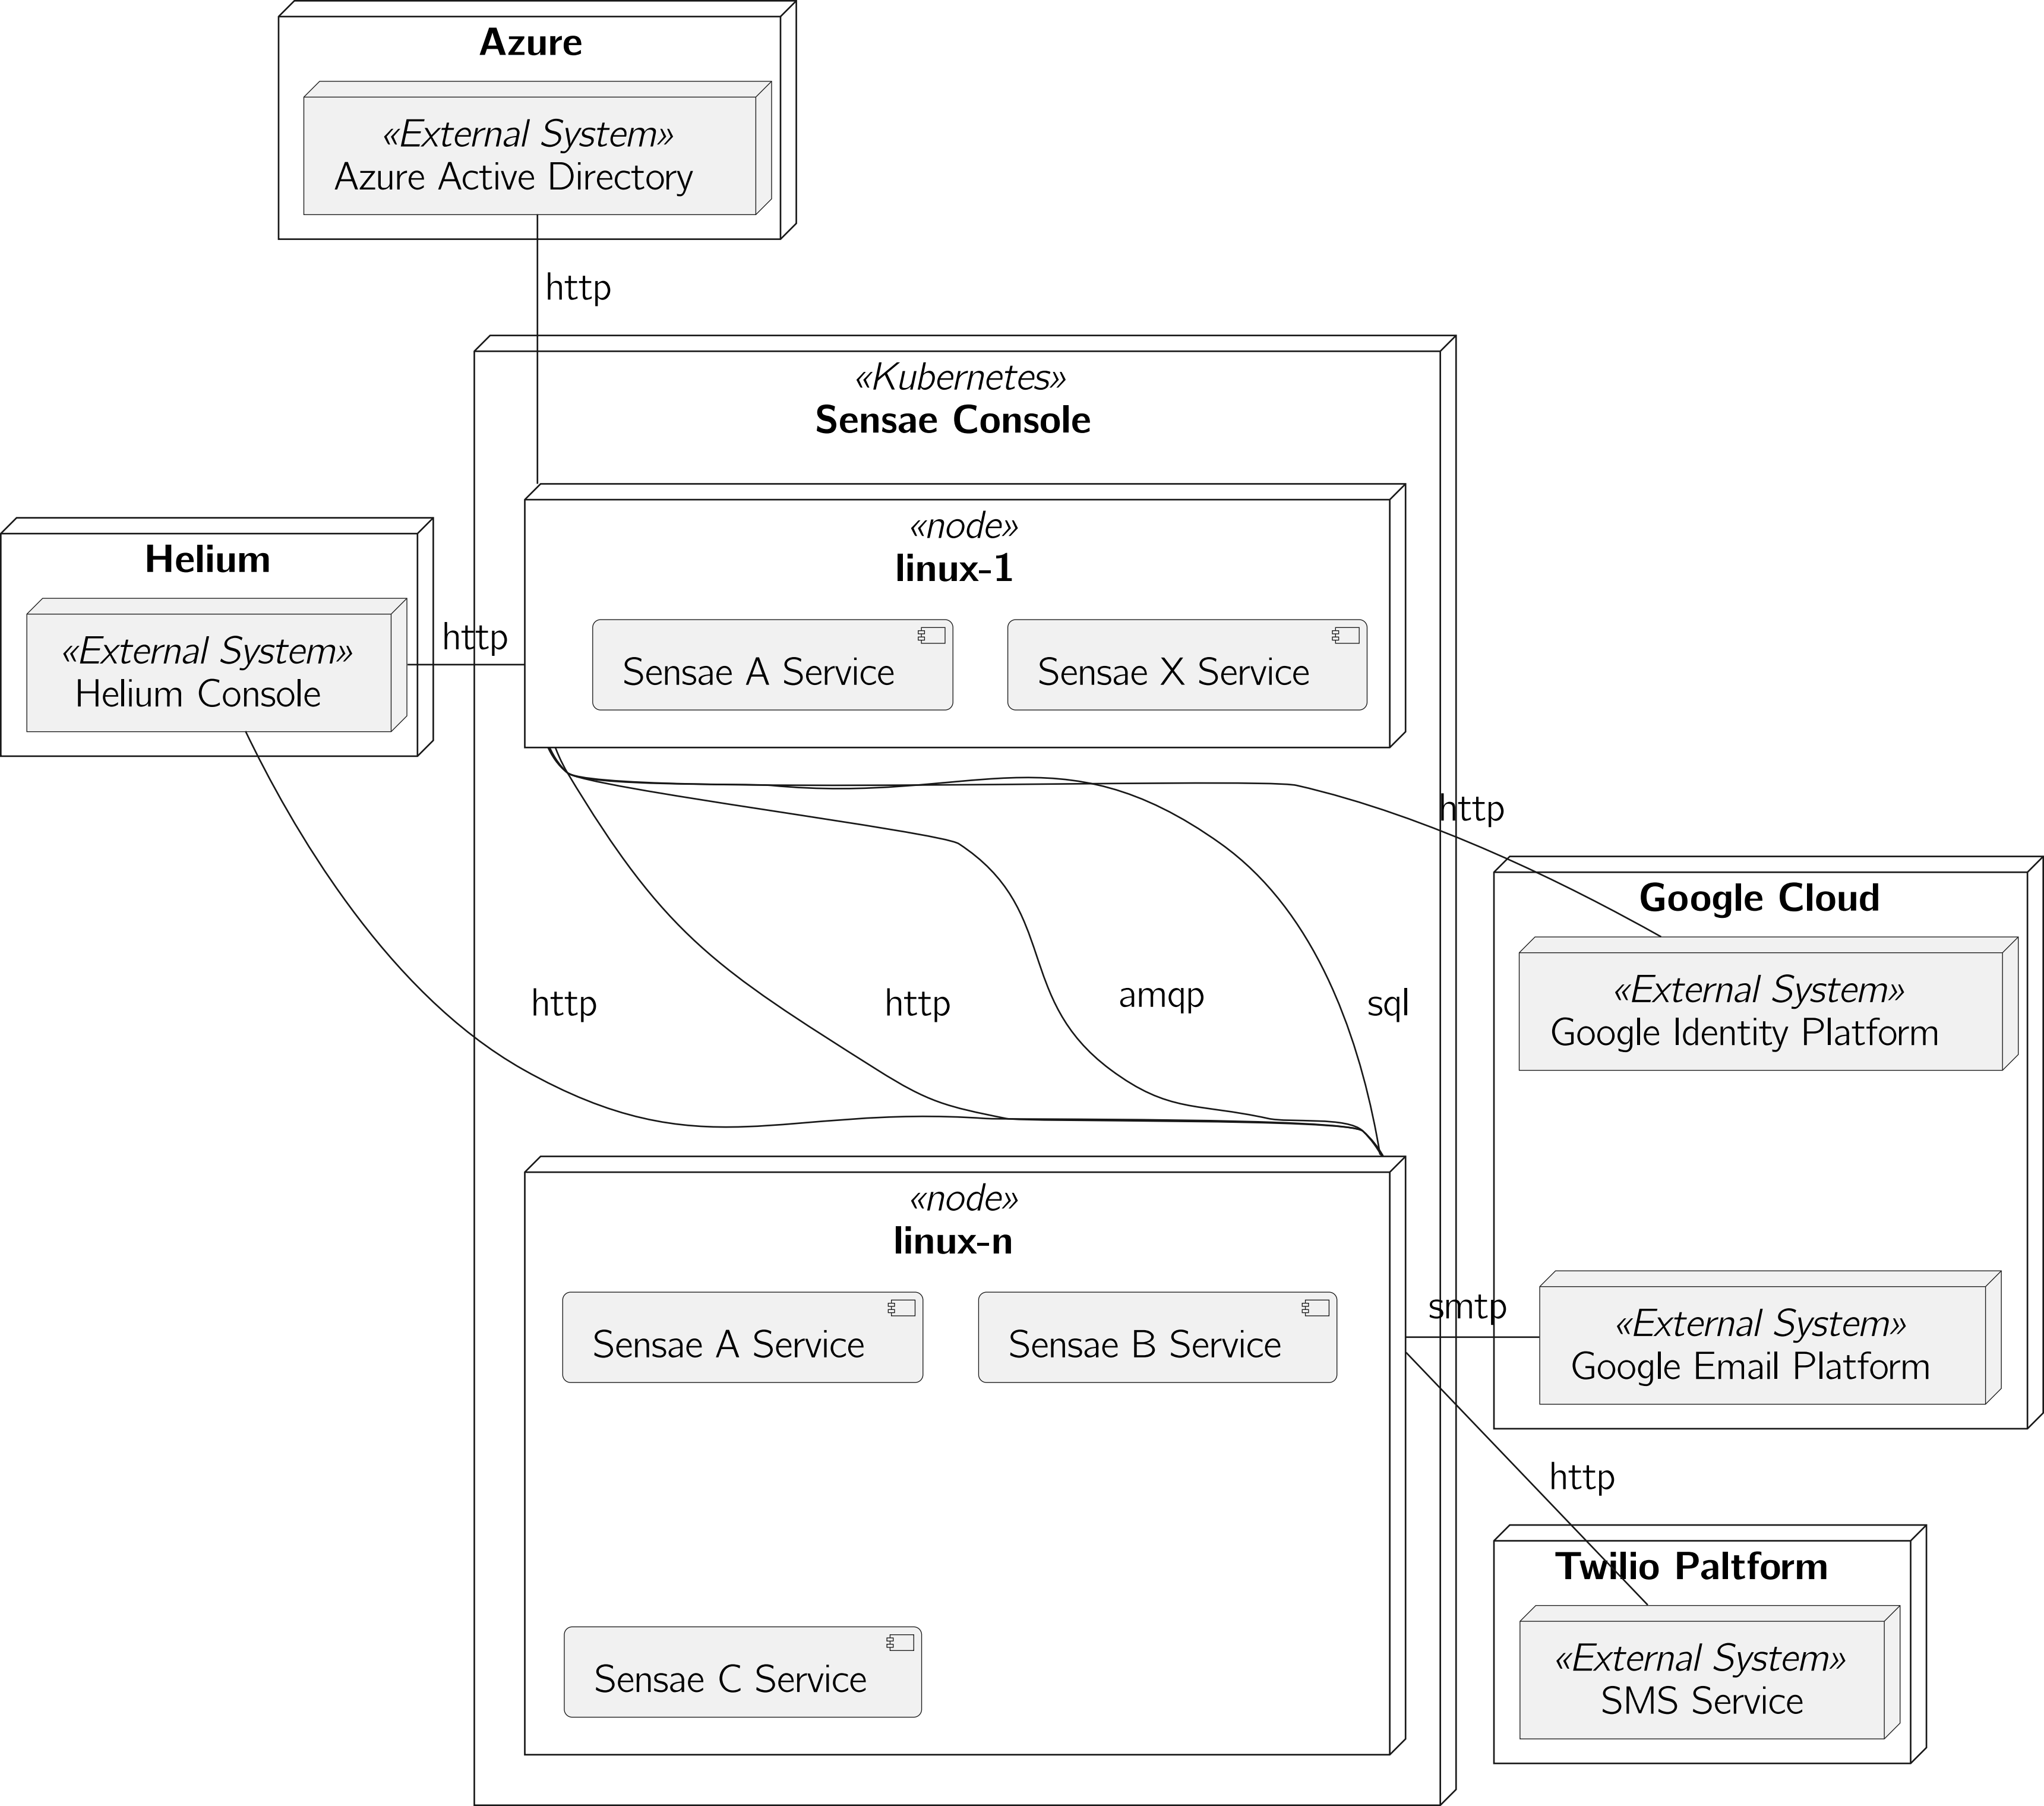 Azure
«External System»
Azure Active Directory
http
«Kubernetes»
Sensae Console
«node»
linux-1
Sensae A Service
Sensae X Service
Helium
«External System»
Helium Console
http
http
Google Cloud
«External System»
Google Identity Platform
http
http
amqp
sql
«node»
linux-n
Sensae A Service
Sensae B Service
smtp
«External System»
Google Email Platform
http
Twilio Paltform
«External System»
SMS Service
Sensae C Service